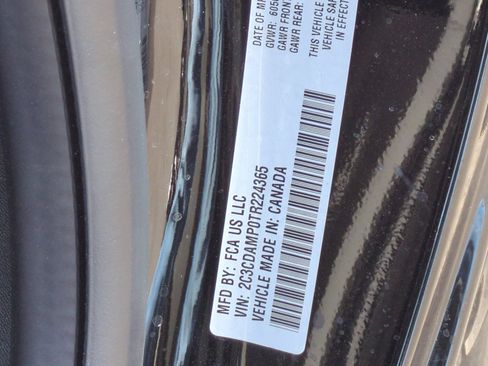 MFD BY: FCA US LLC
VIN: 2C3CDAMP0TR224365
VEHICLE MADE IN: CANADA
DATE OF
GVWR:
GAWR FRONT
GAWR REAR:
THIS VEHICLE
VEHICLE
IN EFFECT